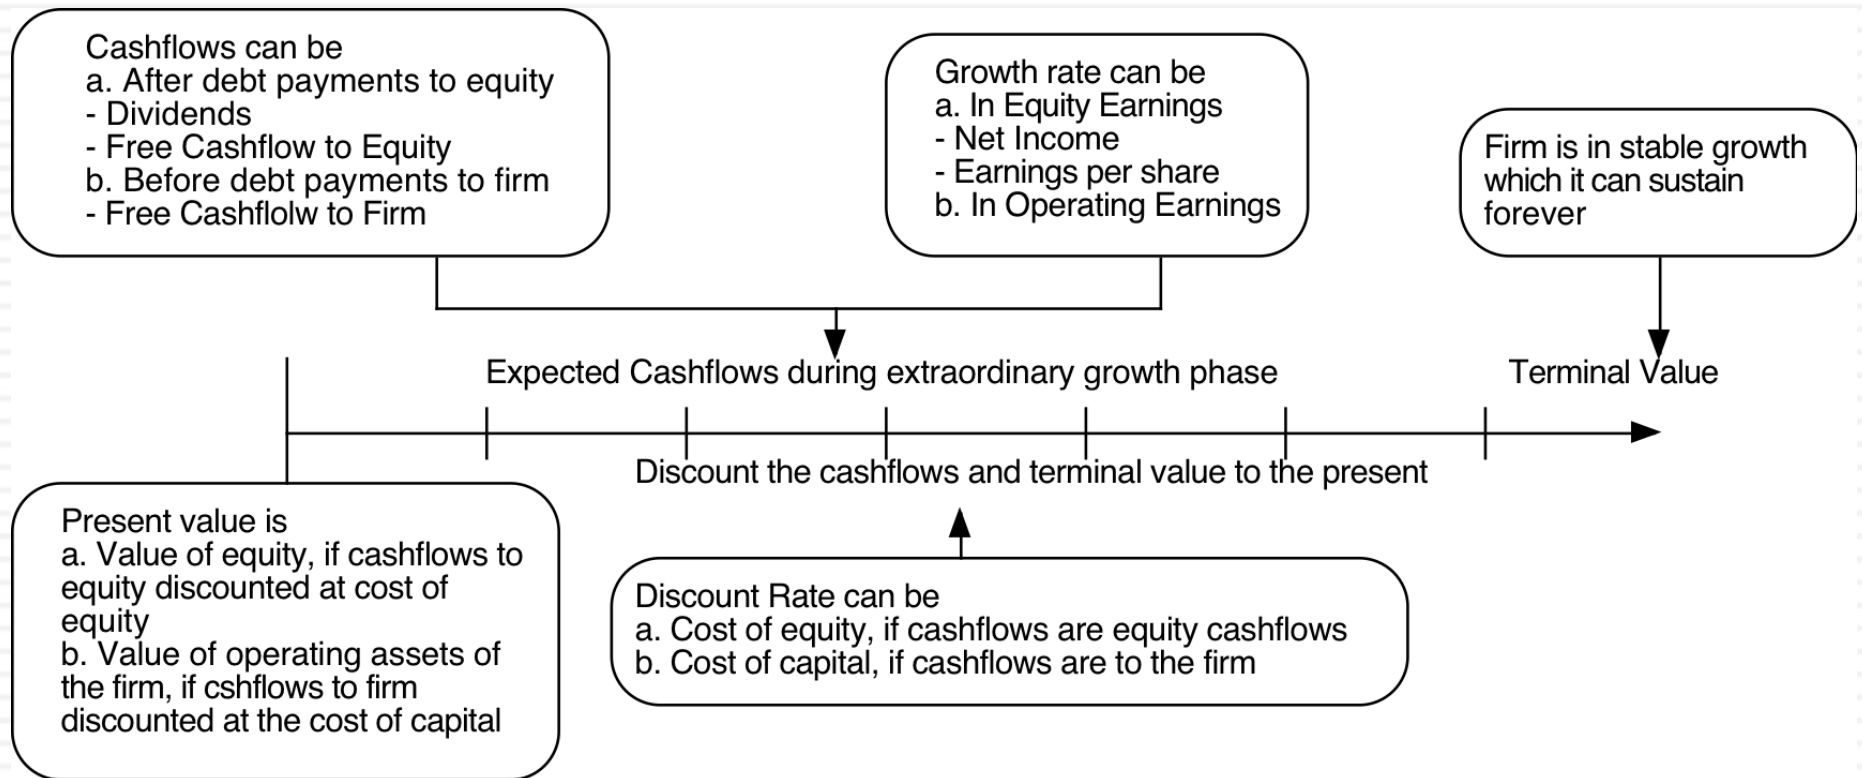 Cashflows can be
a. After debt payments to equity
- Dividends
- Free Cashflow to Equity
b. Before debt payments to firm
- Free Cashflolw to Firm
Growth rate can be
a. In Equity Earnings
- Net Income
- Earnings per share
b. In Operating Earnings
Firm is in stable growth
which it can sustain
forever
Expected Cashflows during extraordinary growth phase
Terminal Value
Discount the cashflows and terminal value to the present
Present value is
a. Value of equity, if cashflows to
equity discounted at cost of
equity
b. Value of operating assets of
the firm, if cshflows to firm
discounted at the cost of capital
Discount Rate can be
a. Cost of equity, if cashflows are equity cashflows
b. Cost of capital, if cashflows are to the firm